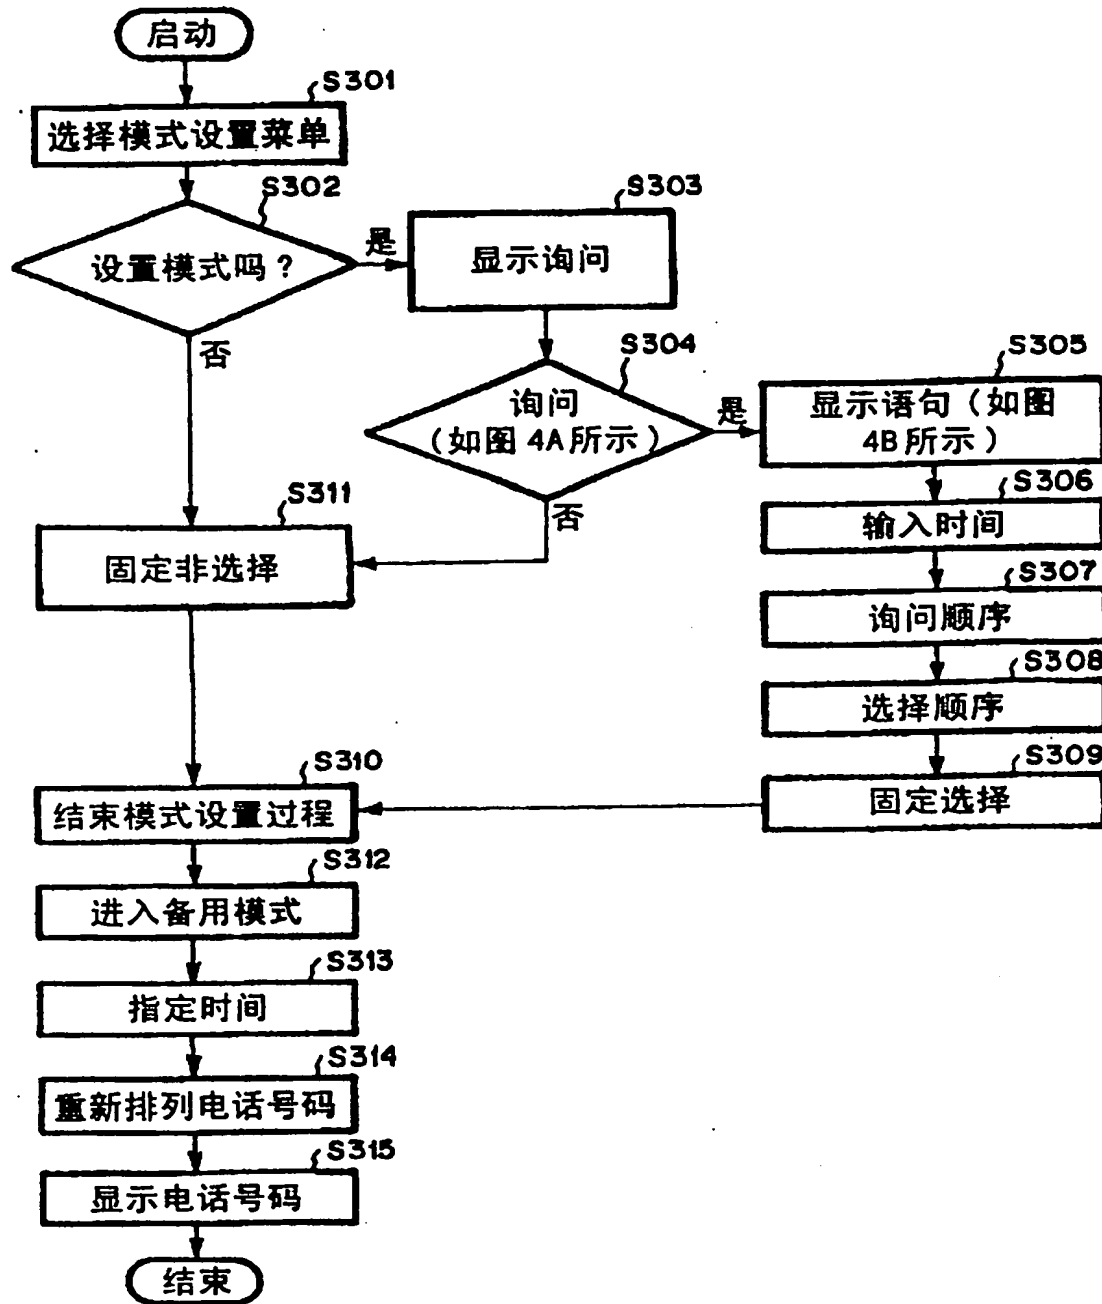 启动
S301
选择模式设置菜单
S302
设置模式吗？
是
否
S303
显示询问
S304
询问
（如图 4A 所示）
是
否
S305
显示语句（如图
4B 所示）
S306
输入时间
S307
询问顺序
S308
选择顺序
S309
固定选择
S311
固定非选择
S310
结束模式设置过程
S312
进入备用模式
S313
指定时间
S314
重新排列电话号码
S315
显示电话号码
结束